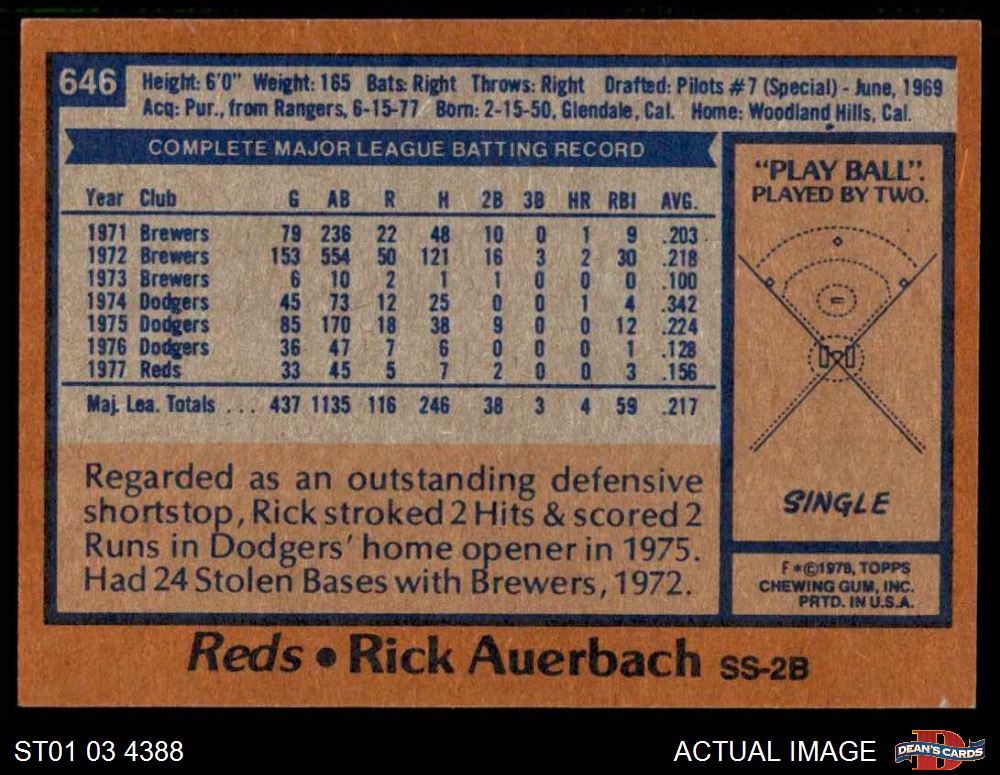 646
Height: 6'0" Weight: 165 Bats: Right Throws: Right Drafted: Pilots #7 (Special) - June, 1969
Acq: Pur., from Rangers, 6-15-77 Born: 2-15-50, Glendale, Cal. Home: Woodland Hills, Cal.
COMPLETE MAJOR LEAGUE BATTING RECORD
Year Club G AB R H 2B 3B HR RBI AVG.
1971 Brewers 79 236 22 48 10 0 1 9 .203
1972 Brewers 153 554 50 121 16 3 2 30 .218
1973 Brewers 6 10 2 1 1 0 0 0 .100
1974 Dodgers 45 73 12 25 0 0 1 4 .342
1975 Dodgers 85 170 18 38 9 0 0 12 .224
1976 Dodgers 36 47 7 6 0 0 0 1 .128
1977 Reds 33 45 5 7 2 0 0 3 .156
Maj. Lea. Totals ... 437 1135 116 246 38 3 4 59 .217
Regarded as an outstanding defensive
shortstop, Rick stroked 2 Hits & scored 2
Runs in Dodgers' home opener in 1975.
Had 24 Stolen Bases with Brewers, 1972.
"PLAY BALL".
PLAYED BY TWO.
SINGLE
F *©1978, TOPPS
CHEWING GUM, INC.
PRTD. IN U.S.A.
Reds • Rick Auerbach SS-2B
ST01 03 4388
ACTUAL IMAGE
D
DEAN'S CARDS